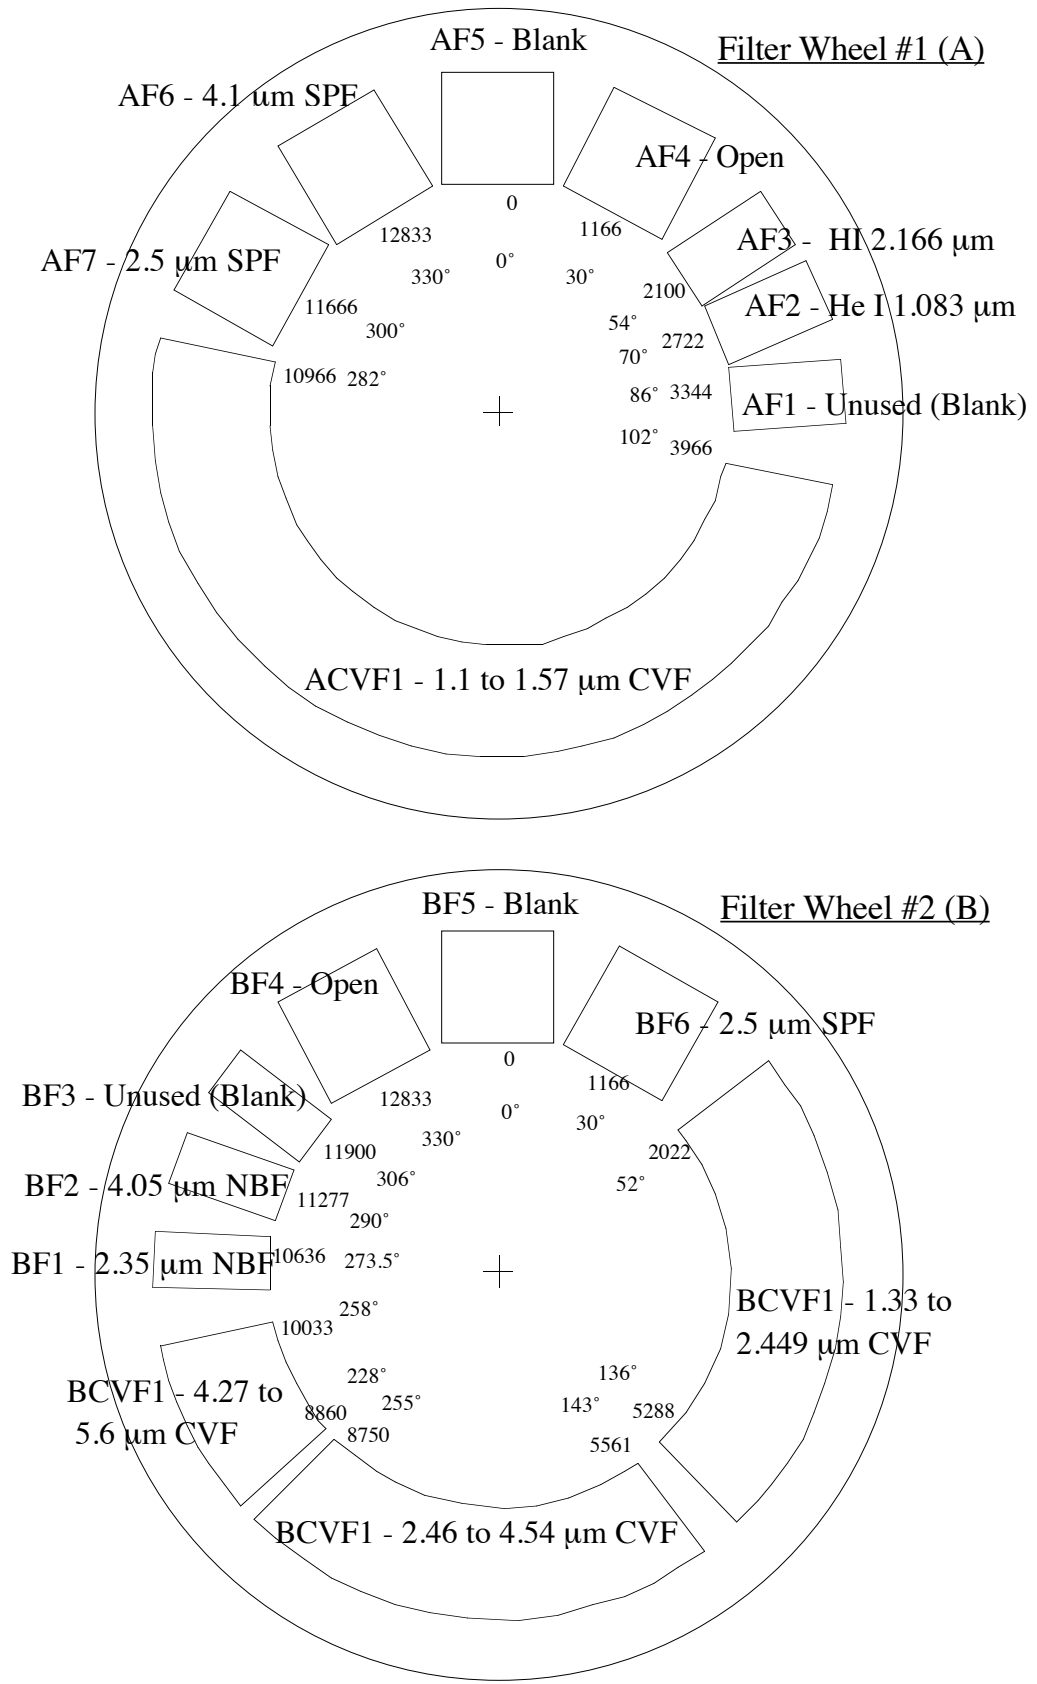 AF5 - Blank
Filter Wheel #1 (A)
AF6 - 4.1 μm SPF
AF4 - Open
0
12833
1166
AF3 - HI 2.166 μm
AF7 - 2.5 μm SPF
0°
330°
30°
2100
11666
AF2 - He I 1.083 μm
300°
54°
2722
70°
10966 282°
86° 3344
AF1 - Unused (Blank)
102° 3966
ACVF1 - 1.1 to 1.57 μm CVF
BF5 - Blank
Filter Wheel #2 (B)
BF4 - Open
BF6 - 2.5 μm SPF
0
1166
BF3 - Unused (Blank)
12833
0°
30°
330°
11900
2022
306°
52°
BF2 - 4.05 μm NBF
11277
290°
BF1 - 2.35 μm NBF
10636
273.5°
258°
10033
BCVF1 - 1.33 to
2.449 μm CVF
228°
136°
BCVF1 - 4.27 to
5.6 μm CVF
255°
143°
8860
5288
8750
5561
BCVF1 - 2.46 to 4.54 μm CVF